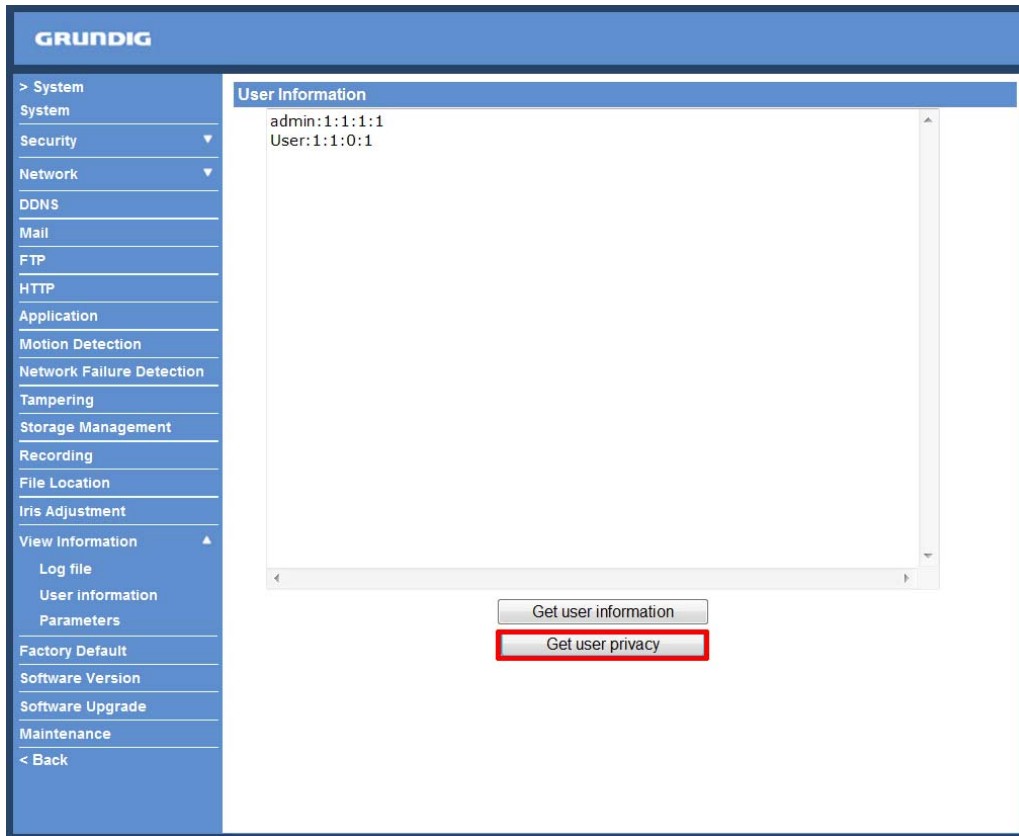 GRUNDIG
> System
System
Security
Network
DDNS
Mail
FTP
HTTP
Application
Motion Detection
Network Failure Detection
Tampering
Storage Management
Recording
File Location
Iris Adjustment
View Information
Log file
User information
Parameters
Factory Default
Software Version
Software Upgrade
Maintenance
< Back
User Information
admin:1:1:1:1
User:1:1:0:1
Get user information
Get user privacy